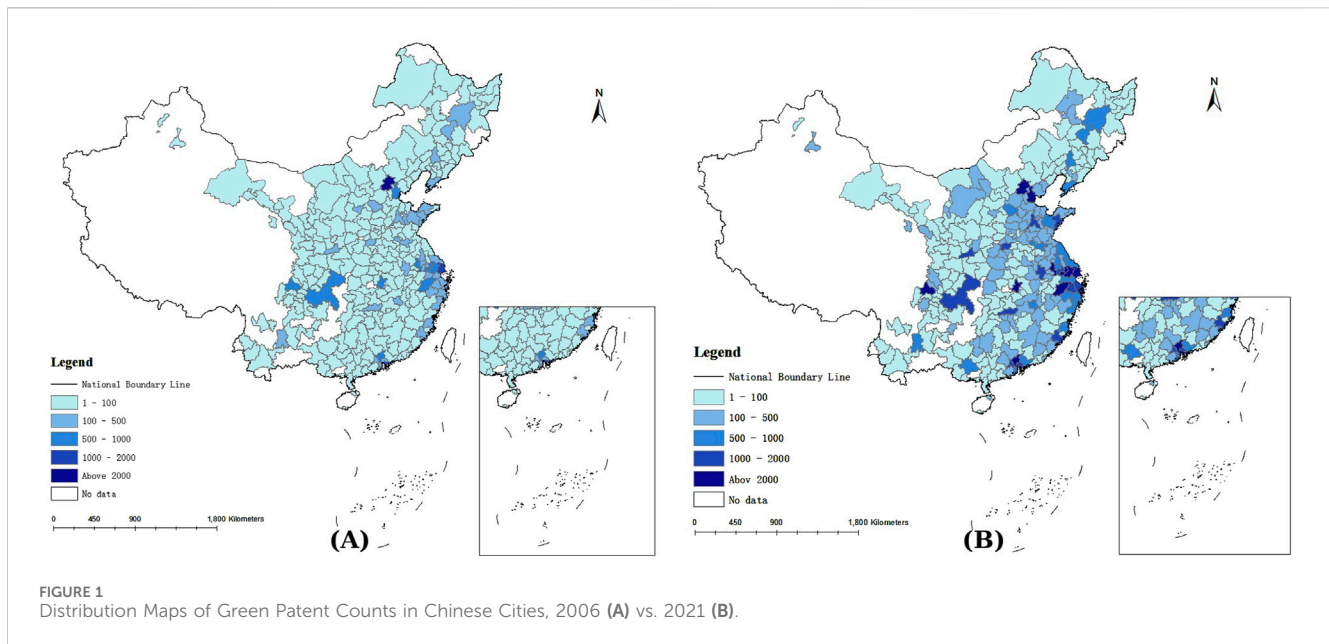 N
Legend
National Boundary Line
1 - 100
100 - 500
500 - 1000
1000 - 2000
Above 2000
No data
0 450 900 1,800 Kilometers
(A)
N
Legend
National Boundary Line
1 - 100
100 - 500
500 - 1000
1000 - 2000
Abov 2000
No data
0 450 900 1,800 Kilometers
(B)
FIGURE 1
Distribution Maps of Green Patent Counts in Chinese Cities, 2006 (A) vs. 2021 (B).